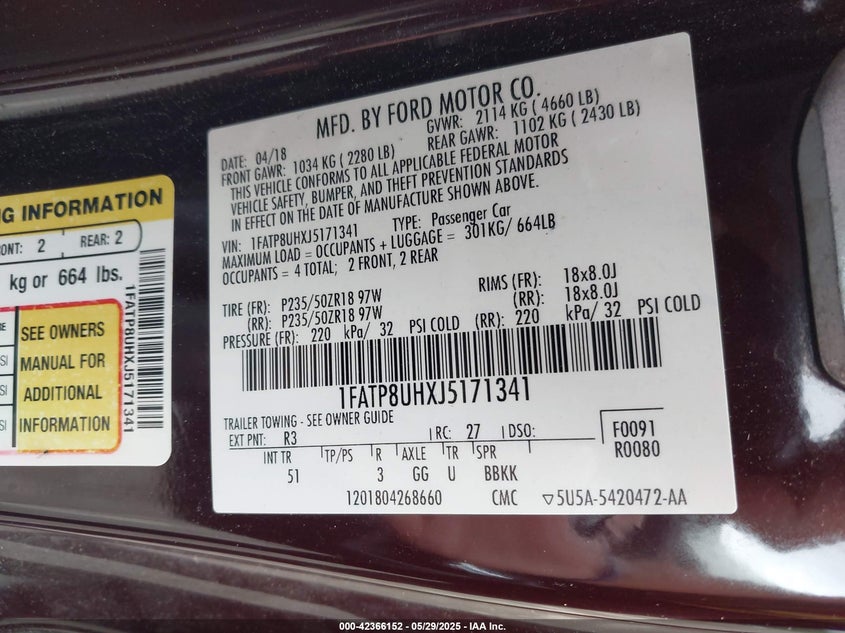 MFD. BY FORD MOTOR CO.
DATE: 04/18
GVWR: 2114 KG ( 4660 LB)
FRONT GAWR: 1034 KG ( 2280 LB)
REAR GAWR: 1102 KG ( 2430 LB)
THIS VEHICLE CONFORMS TO ALL APPLICABLE FEDERAL MOTOR
VEHICLE SAFETY, BUMPER, AND THEFT PREVENTION STANDARDS
IN EFFECT ON THE DATE OF MANUFACTURE SHOWN ABOVE.
VIN: 1FATP8UHXJ5171341 TYPE: Passenger Car
MAXIMUM LOAD = OCCUPANTS + LUGGAGE = 301KG/ 664LB
OCCUPANTS = 4 TOTAL; 2 FRONT, 2 REAR
TIRE (FR): P235/50ZR18 97W RIMS (FR): 18x8.0J
(RR): P235/50ZR18 97W (RR): 18x8.0J
PRESSURE (FR): 220 kPa/ 32 PSI COLD (RR): 220 kPa/ 32 PSI COLD
1FATP8UHXJ5171341
TRAILER TOWING - SEE OWNER GUIDE
EXT PNT: R3 RC: 27 DSO: F0091
R0080
INT TR TP/PS R AXLE TR SPR
51 3 GG U BBKK
1201804268660 CMC ▽5U5A-5420472-AA
INFORMATION
2 REAR: 2
kg or 664 lbs.
SEE OWNERS
MANUAL FOR
ADDITIONAL
INFORMATION
1FATP8UHXJ5171341
000-42366152 - 05/29/2025 - IAA Inc.